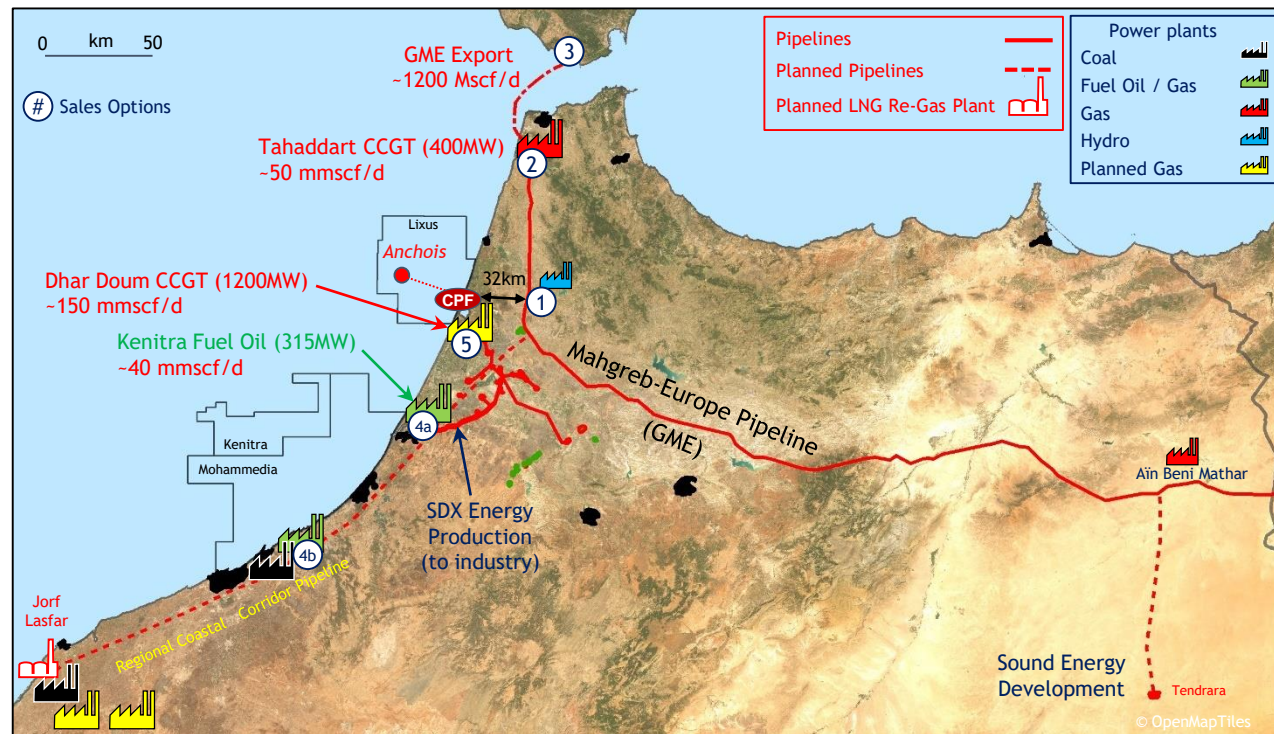 0 km 50
# Sales Options
GME Export
~1200 Mscf/d
3
Pipelines
Planned Pipelines
Planned LNG Re-Gas Plant
Power plants
Coal
Fuel Oil / Gas
Gas
Hydro
Planned Gas
Tahaddart CCGT (400MW)
~50 mmscf/d
2
Lixus
Anchois
Dhar Doum CCGT (1200MW)
~150 mmscf/d
CPF
32km
1
5
Kenitra Fuel Oil (315MW)
~40 mmscf/d
4a
Mahgreb-Europe Pipeline
(GME)
Kenitra
Mohammedia
Aïn Beni Mathar
SDX Energy
Production
(to industry)
4b
Regional Coastal Corridor Pipeline
Jorf
Lasfar
Sound Energy
Development
Tendrara
© OpenMapTiles